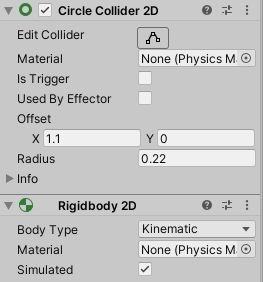 Circle Collider 2D
Edit Collider
Material None (Physics M
Is Trigger
Used By Effector
Offset
X 1.1 Y 0
Radius 0.22
Info
Rigidbody 2D
Body Type Kinematic
Material None (Physics M
Simulated